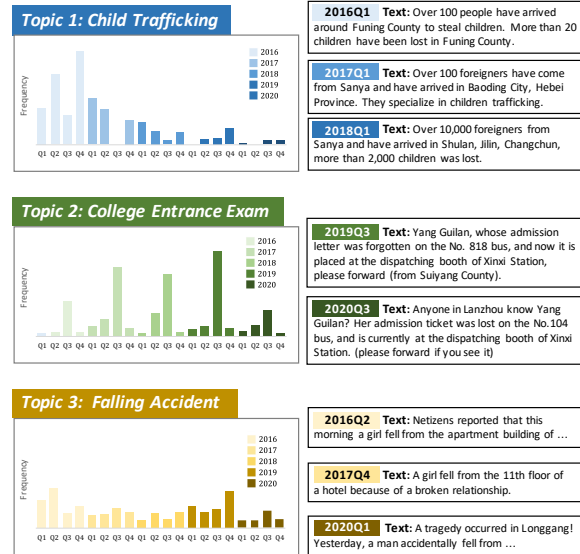 Topic 1: Child Trafficking
2016
2017
2018
2019
2020
Frequency
Q1 Q2 Q3 Q4 Q1 Q2 Q3 Q4 Q1 Q2 Q3 Q4 Q1 Q2 Q3 Q4 Q1 Q2 Q3 Q4
2016Q1 Text: Over 100 people have arrived
around Funing County to steal children. More than 20
children have been lost in Funing County.
2017Q1 Text: Over 100 foreigners have come
from Sanya and have arrived in Baoding City, Hebei
Province. They specialize in children trafficking.
2018Q1 Text: Over 10,000 foreigners from
Sanya and have arrived in Shulan, Jilin, Changchun,
more than 2,000 children was lost.
Topic 2: College Entrance Exam
2016
2017
2018
2019
2020
Frequency
Q1 Q2 Q3 Q4 Q1 Q2 Q3 Q4 Q1 Q2 Q3 Q4 Q1 Q2 Q3 Q4 Q1 Q2 Q3 Q4
2019Q3 Text: Yang Guilan, whose admission
letter was forgotten on the No. 818 bus, and now it is
placed at the dispatching booth of Xinxi Station,
please forward (from Suiyang County).
2020Q3 Text: Anyone in Lanzhou know Yang
Guilan? Her admission ticket was lost on the No.104
bus, and is currently at the dispatching booth of Xinxi
Station. (please forward if you see it)
Topic 3: Falling Accident
2016
2017
2018
2019
2020
Frequency
Q1 Q2 Q3 Q4 Q1 Q2 Q3 Q4 Q1 Q2 Q3 Q4 Q1 Q2 Q3 Q4 Q1 Q2 Q3 Q4
2016Q2 Text: Netizens reported that this
morning a girl fell from the apartment building of ...
2017Q4 Text: A girl fell from the 11th floor of
a hotel because of a broken relationship.
2020Q1 Text: A tragedy occurred in Longgang!
Yesterday, a man accidentally fell from ...